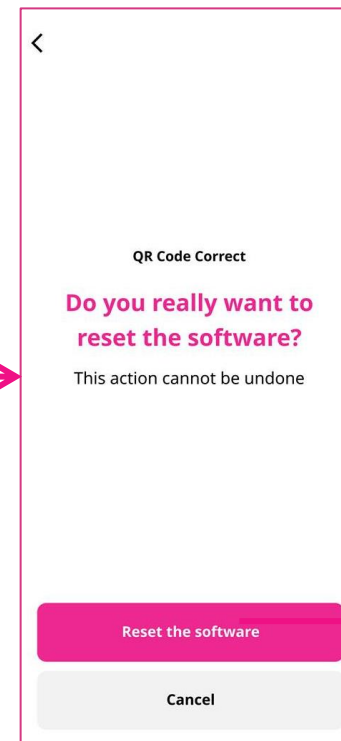 QR Code Correct
Do you really want to
reset the software?
This action cannot be undone
Reset the software
Cancel